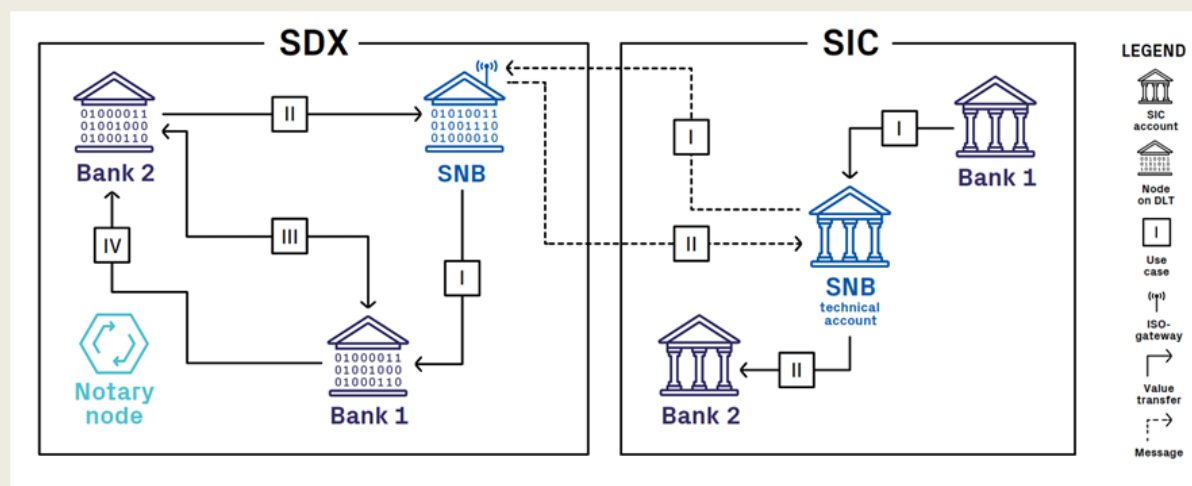 SDX
SIC
LEGEND
01000011
01001000
01000110
Bank 2
II
01010011
01001110
01000010
SNB
I
I
Bank 1
SIC
account
Node
on DLT
IV
III
I
II
SNB
technical
account
I
Use
case
ISO-
gateway
Notary
node
01000011
01001000
01000110
Bank 1
Bank 2
II
Value
transfer
Message